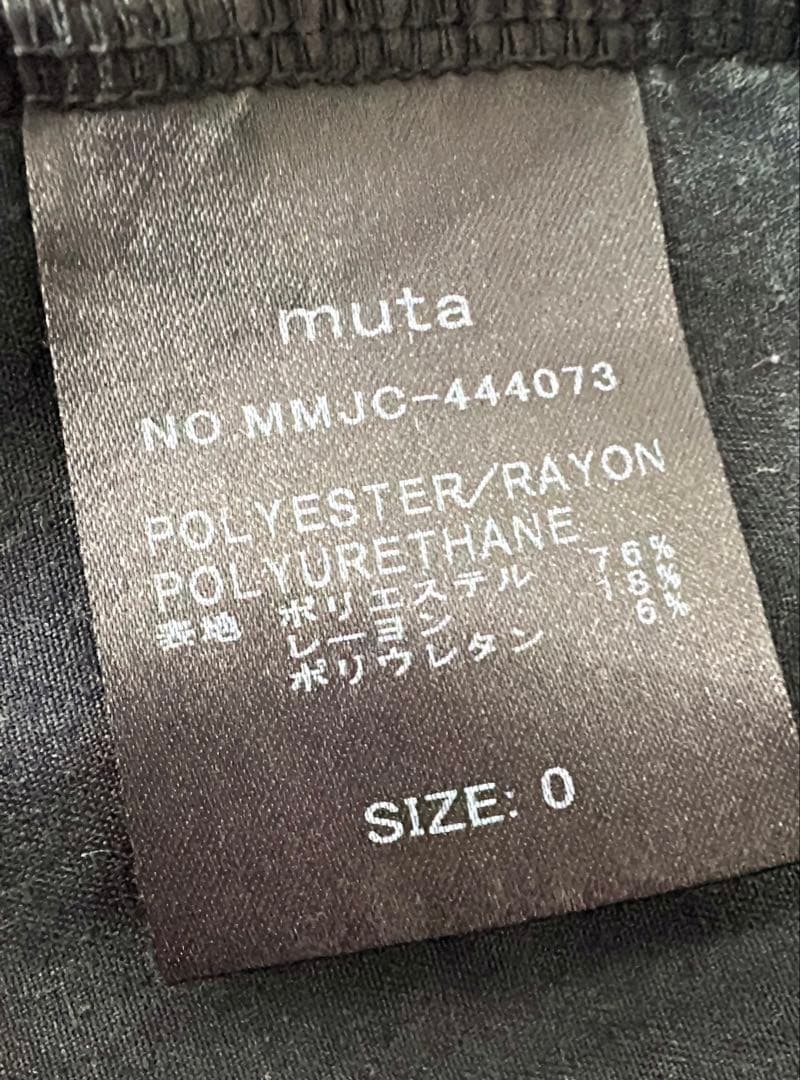 muta
NO.MMJC-444073
POLYESTER/RAYON
POLYURETHANE
表地 ポリエステル 76%
レーヨン 18%
ポリウレタン 6%
SIZE: 0